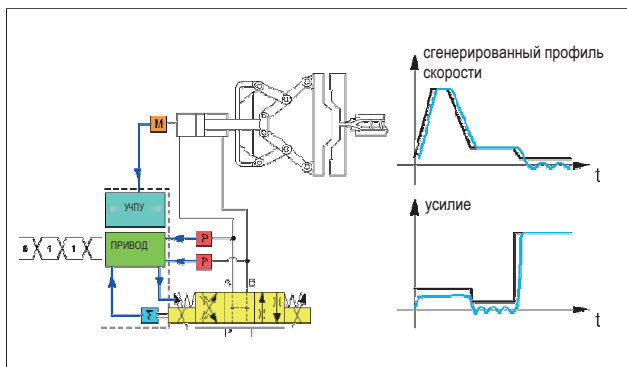 сгенерированный профиль
скорости
t
M
УЧПУ
ПРИВОД
P
P
усилие
t